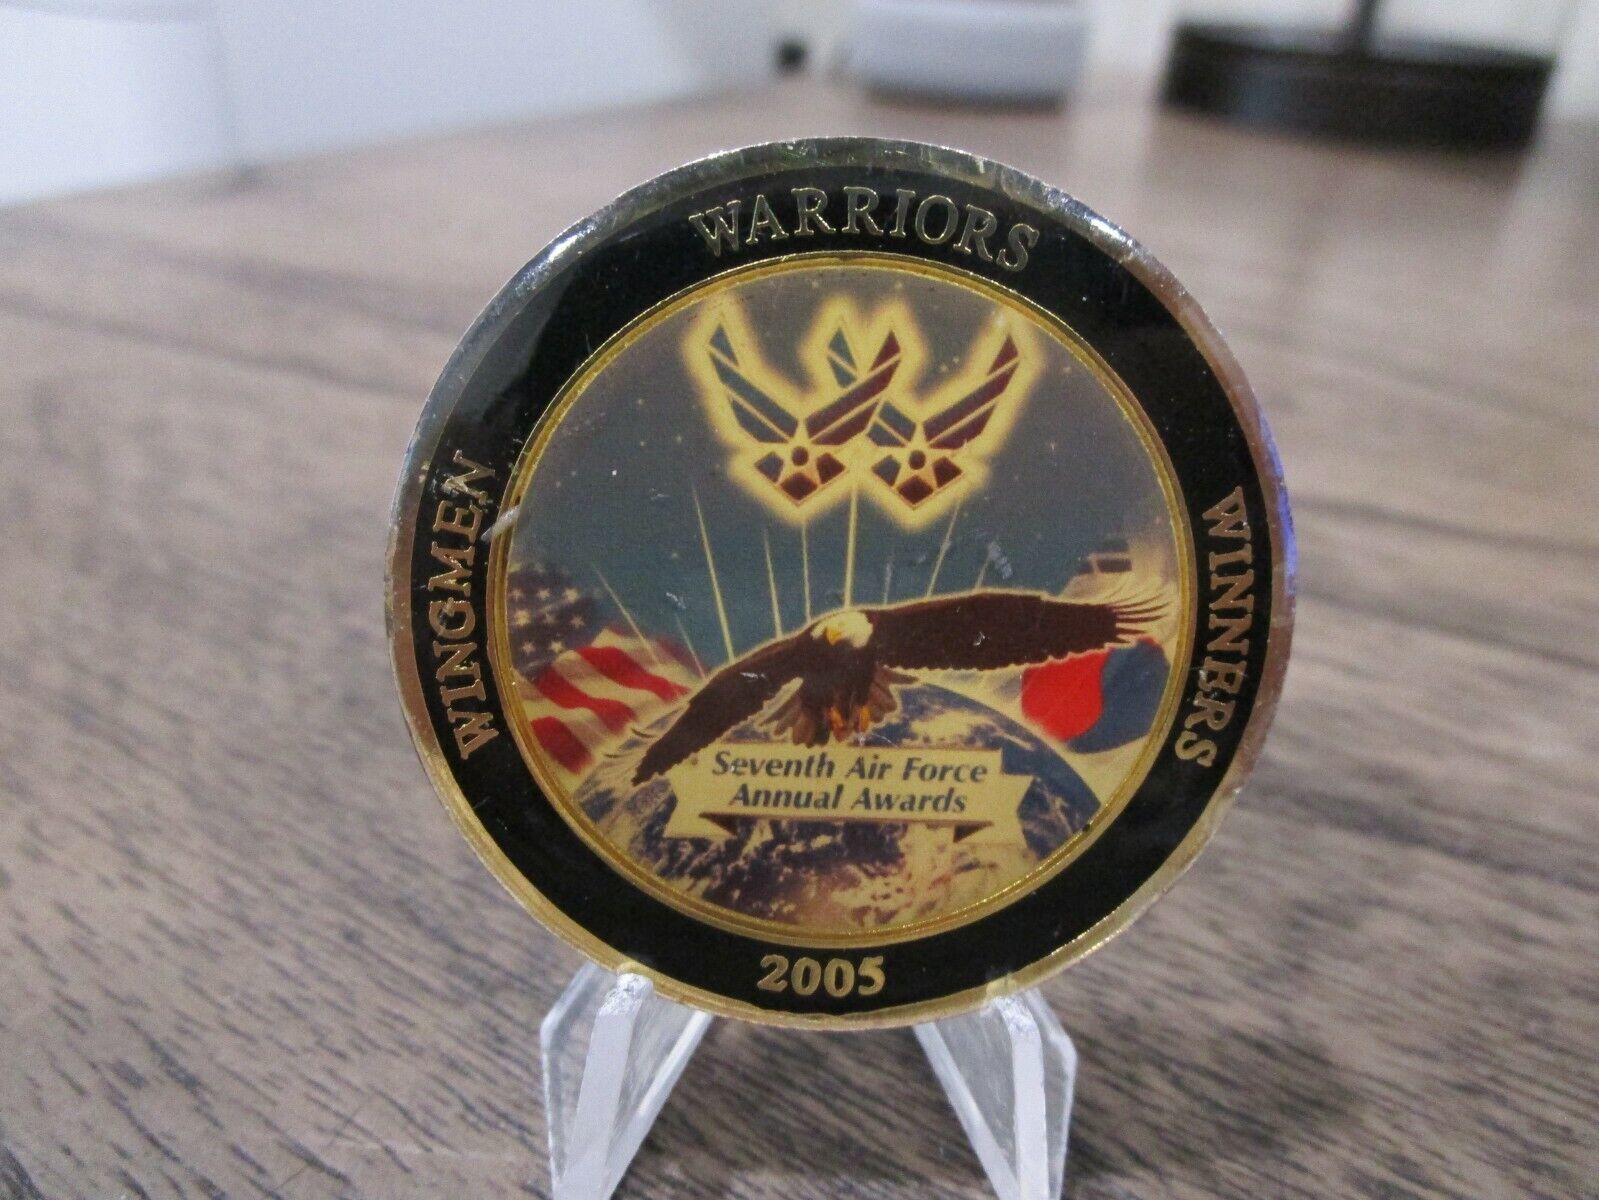 WARRIORS
WINGMEN
WINNERS
Seventh Air Force
Annual Awards
2005